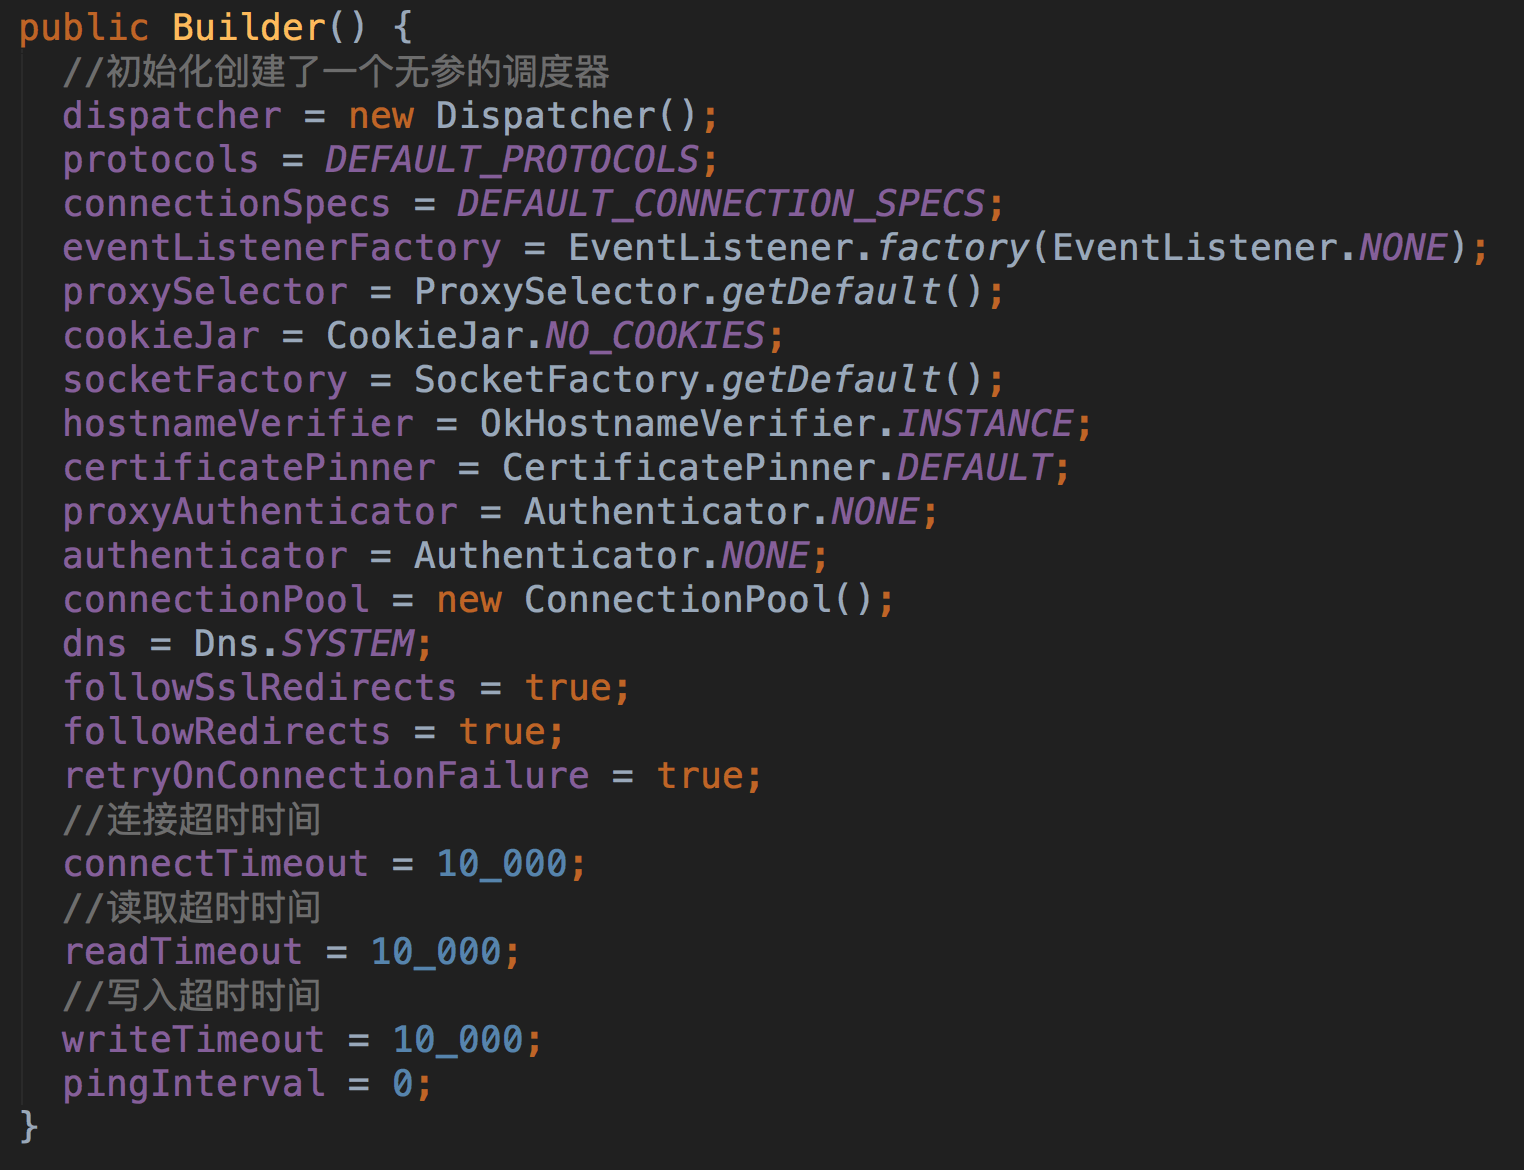 public Builder() {
//初始化创建了一个无参的调度器
dispatcher = new Dispatcher();
protocols = DEFAULT_PROTOCOLS;
connectionSpecs = DEFAULT_CONNECTION_SPECS;
eventListenerFactory = EventListener.factory(EventListener.NONE);
proxySelector = ProxySelector.getDefault();
cookieJar = CookieJar.NO_COOKIES;
socketFactory = SocketFactory.getDefault();
hostnameVerifier = OkHostnameVerifier.INSTANCE;
certificatePinner = CertificatePinner.DEFAULT;
proxyAuthenticator = Authenticator.NONE;
authenticator = Authenticator.NONE;
connectionPool = new ConnectionPool();
dns = Dns.SYSTEM;
followSslRedirects = true;
followRedirects = true;
retryOnConnectionFailure = true;
//连接超时时间
connectTimeout = 10_000;
//读取超时时间
readTimeout = 10_000;
//写入超时时间
writeTimeout = 10_000;
pingInterval = 0;
}